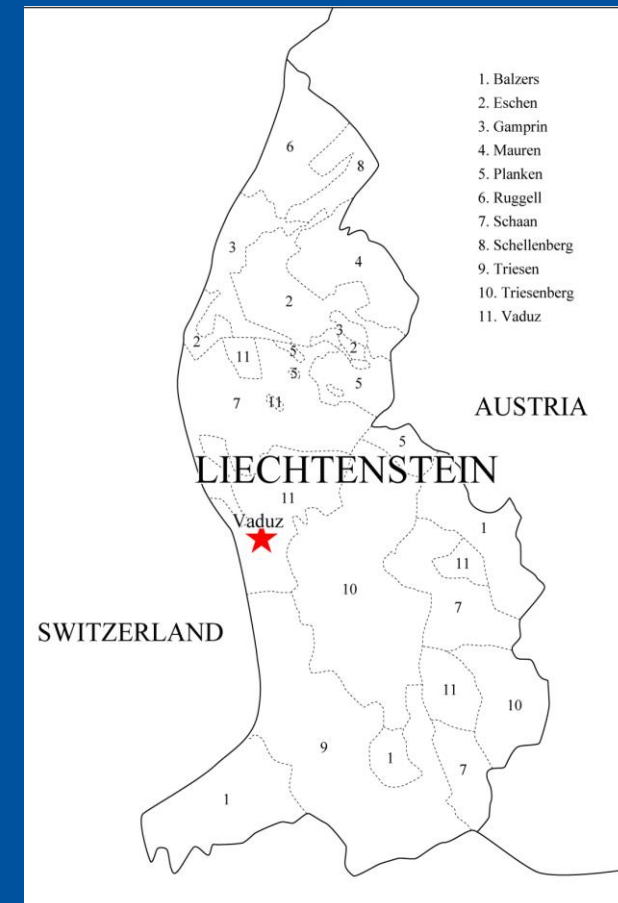 1. Balzers
2. Eschen
3. Gamprin
4. Mauren
5. Planken
6. Ruggell
7. Schaan
8. Schellenberg
9. Triesen
10. Triesenberg
11. Vaduz
6
8
3
4
2
3
2
2
11
5
5
5
7
11
AUSTRIA
5
LIECHTENSTEIN
11
Vaduz
1
11
10
7
SWITZERLAND
11
10
9
1
7
1